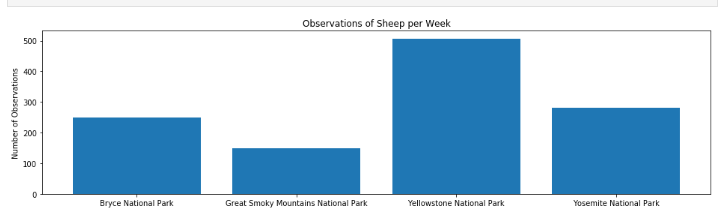 Observations of Sheep per Week
Number of Observations
500
400
300
200
100
0
Bryce National Park
Great Smoky Mountains National Park
Yellowstone National Park
Yosemite National Park